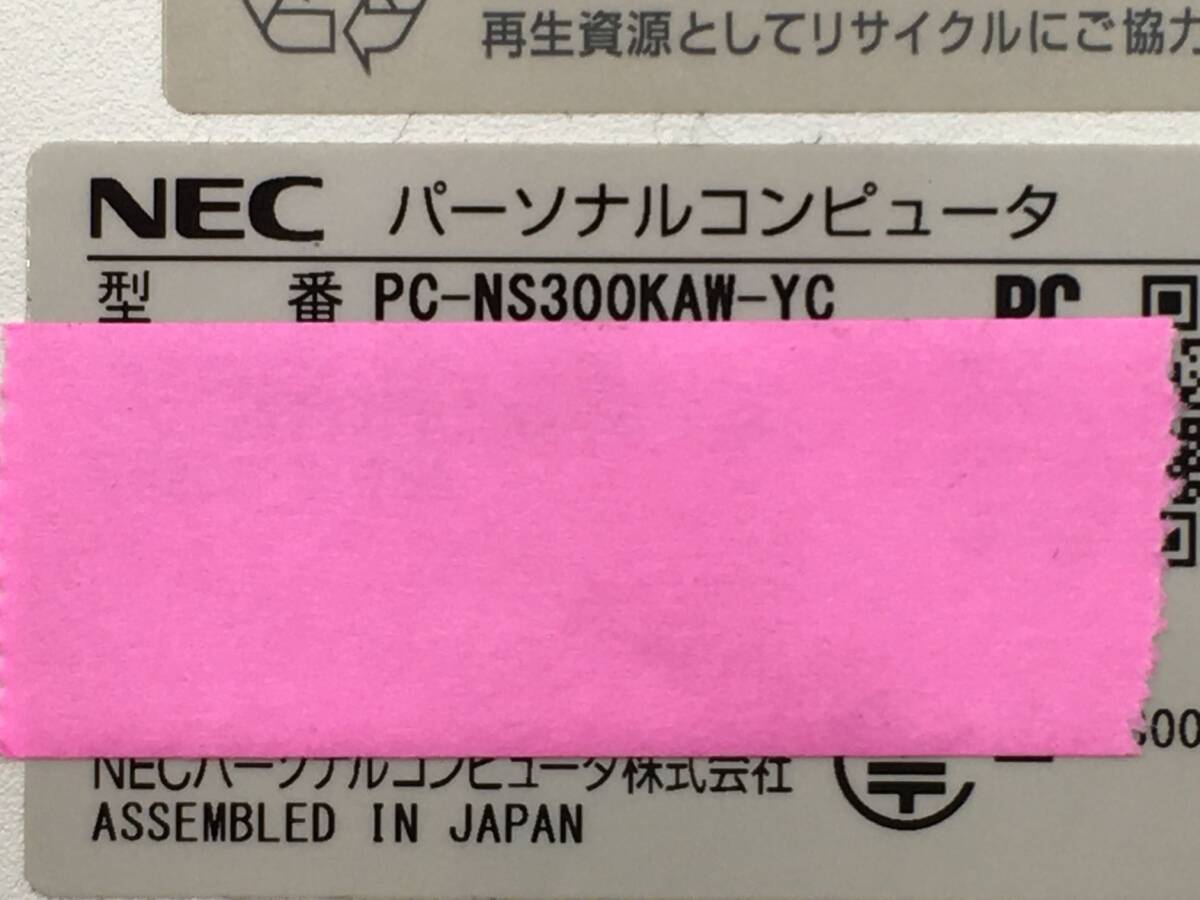 再生資源としてリサイクルにご協力
NEC パーソナルコンピュータ
型 番 PC-NS300KAW-YC PC
00
NECパーソナルコンピュータ株式会社
ASSEMBLED IN JAPAN